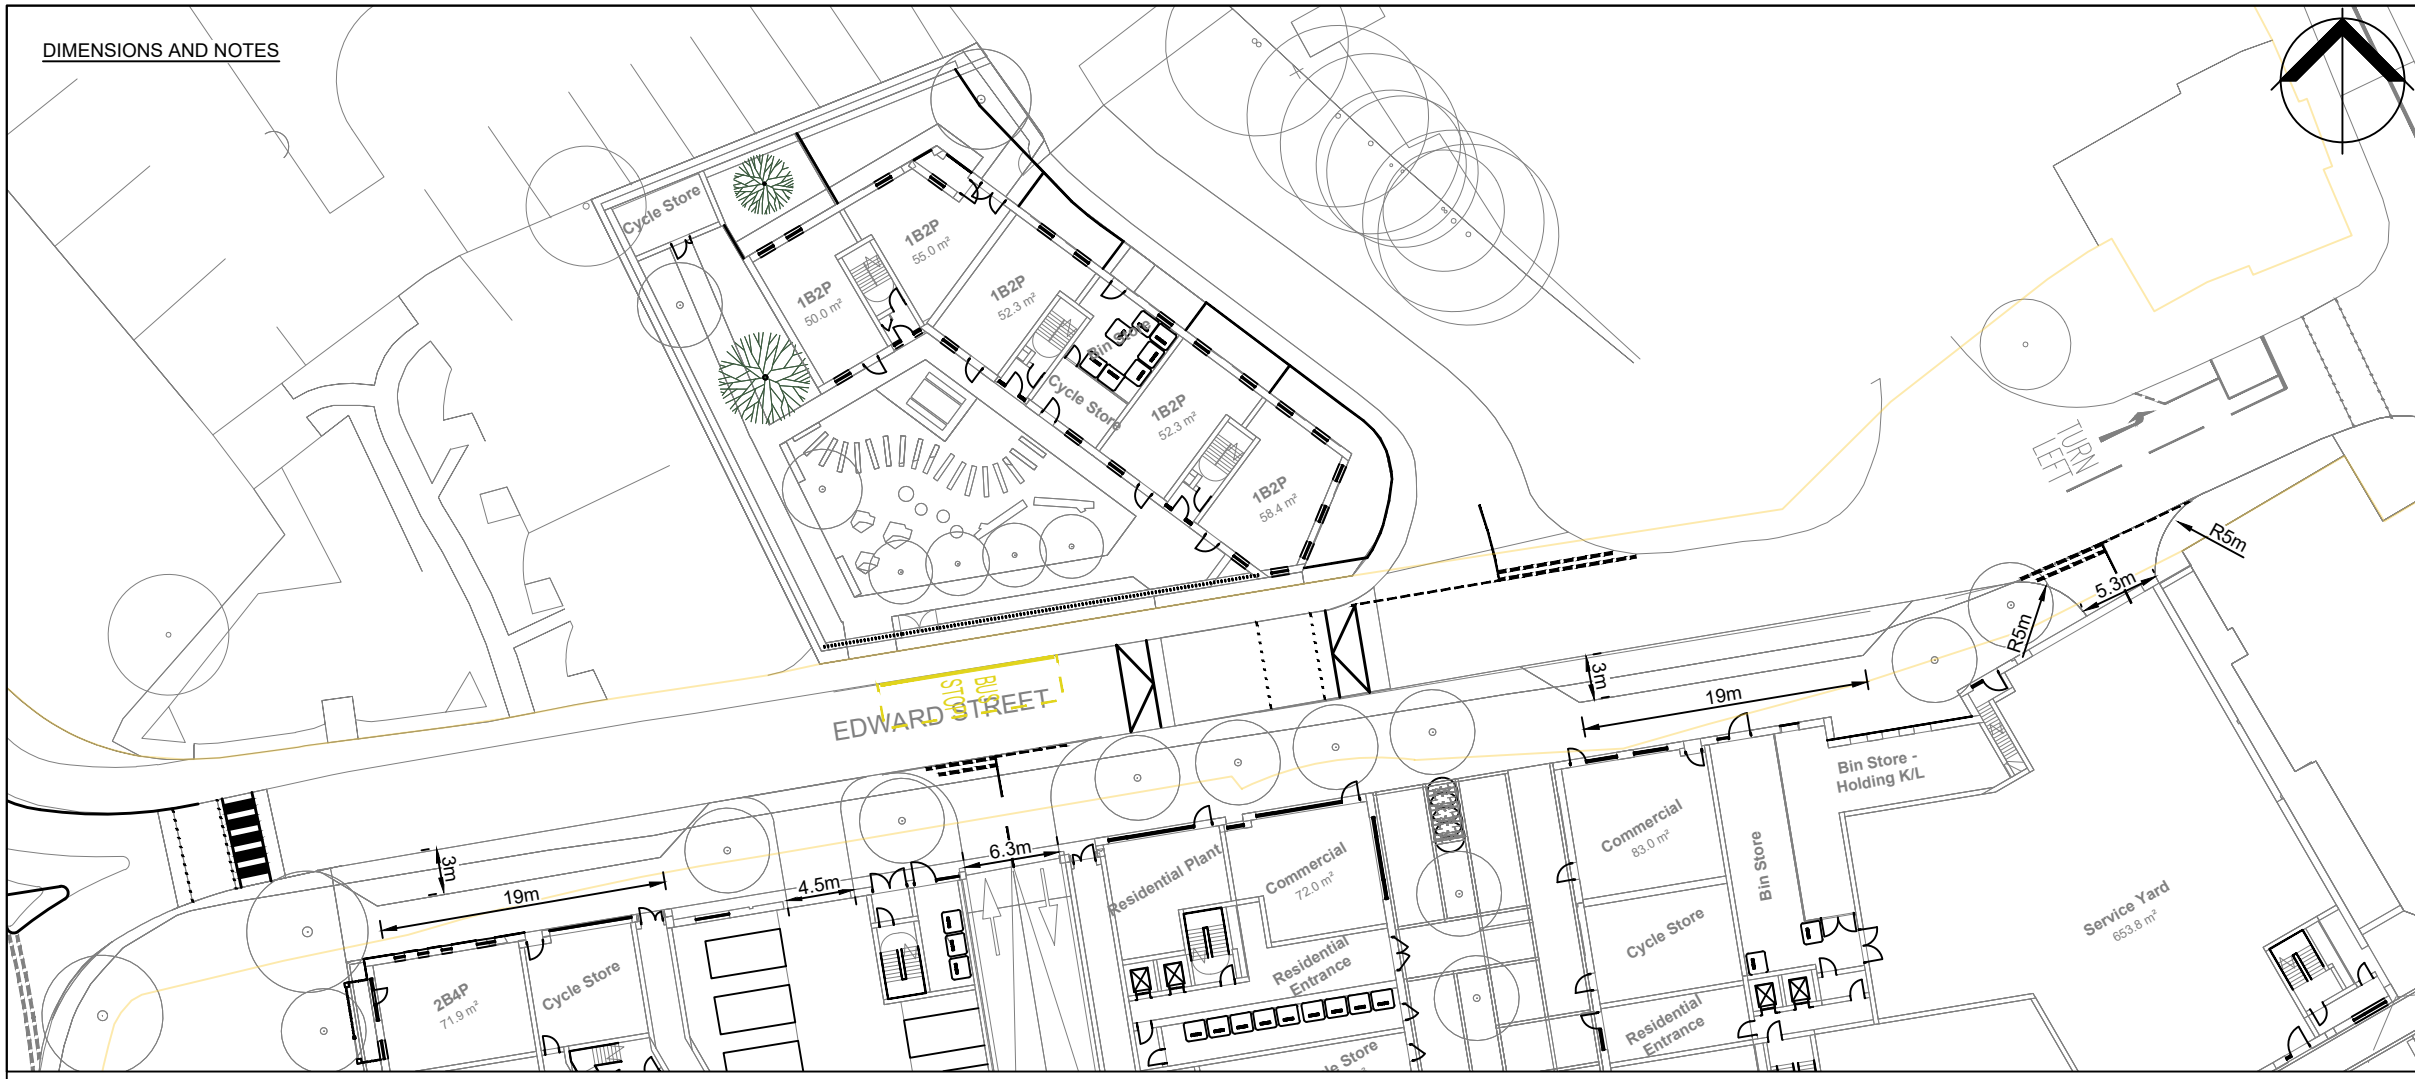 DIMENSIONS AND NOTES
Cycle Store
1B2P
55.0 m²
1B2P
50.0 m²
1B2P
52.3 m²
Bin Store
Cycle Store
1B2P
52.3 m²
1B2P
58.4 m²
TURN
LEFT
R5m
5.3m
R5m
BUS
STOP
EDWARD STREET
3m
19m
3m
19m
4.5m
6.3m
Residential Plant
Commercial
72.0 m²
Commercial
83.0 m²
Bin Store -
Holding K/L
Bin Store
Cycle Store
Service Yard
653.8 m²
2B4P
71.9 m²
Cycle Store
Residential
Entrance
Residential
Entrance
le Store